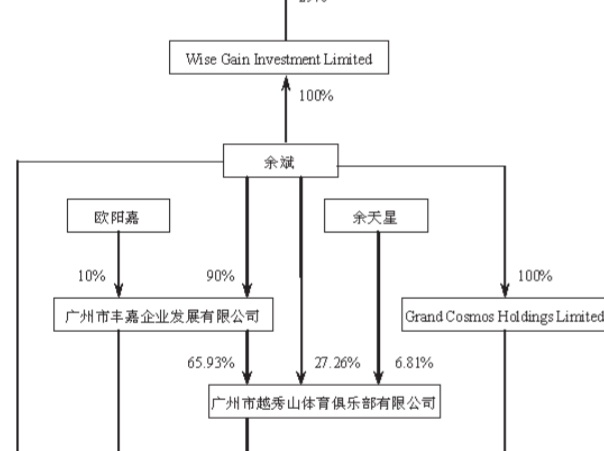 Wise Gain Investment Limited
100%
余斌
欧阳嘉
余天星
10%
90%
100%
广州市丰嘉企业发展有限公司
Grand Cosmos Holdings Limited
65.93%
27.26%
6.81%
广州市越秀山体育俱乐部有限公司